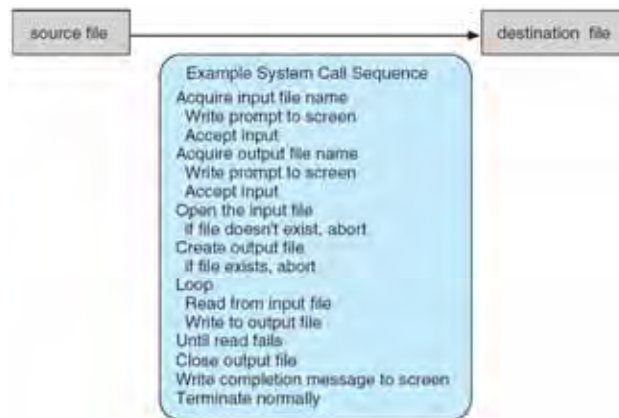 source file
destination file
Example System Call Sequence
Acquire input file name
Write prompt to screen
Accept input
Acquire output file name
Write prompt to screen
Accept input
Open the input file
if file doesn't exist, abort
Create output file
if file exists, abort
Loop
Read from input file
Write to output file
Until read fails
Close output file
Write completion message to screen
Terminate normally